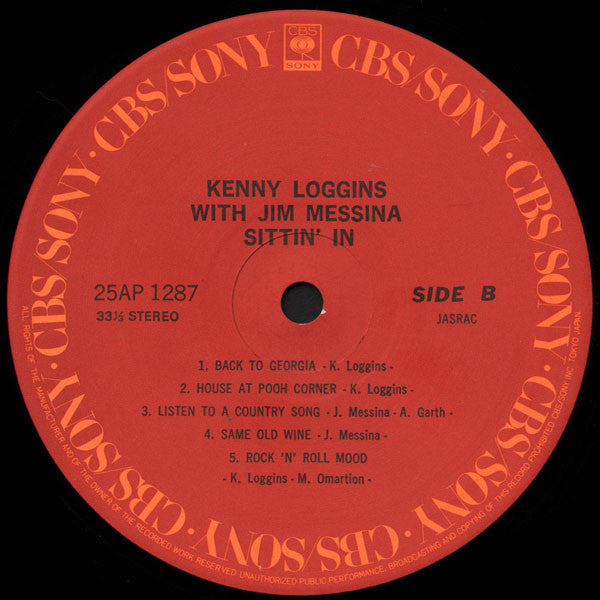 CBS
SONY
CBS/SONY · CBS/SONY · CBS/SONY · CBS/SONY · CBS/SONY · CBS/SONY · CBS/SONY
KENNY LOGGINS
WITH JIM MESSINA
SITTIN' IN
25AP 1287
33⅓ STEREO
SIDE B
JASRAC
1. BACK TO GEORGIA - K. Loggins -
2. HOUSE AT POOH CORNER - K. Loggins -
3. LISTEN TO A COUNTRY SONG - J. Messina - A. Garth -
4. SAME OLD WINE - J. Messina -
5. ROCK 'N' ROLL MOOD
- K. Loggins - M. Omartion -
ALL RIGHTS OF THE MANUFACTURER AND OF THE OWNER OF THE RECORDED WORK RESERVED UNAUTHORIZED PUBLIC PERFORMANCE, BROADCASTING AND COPYING OF THIS RECORD PROHIBITED CBS/SONY INC. TOKYO JAPAN.